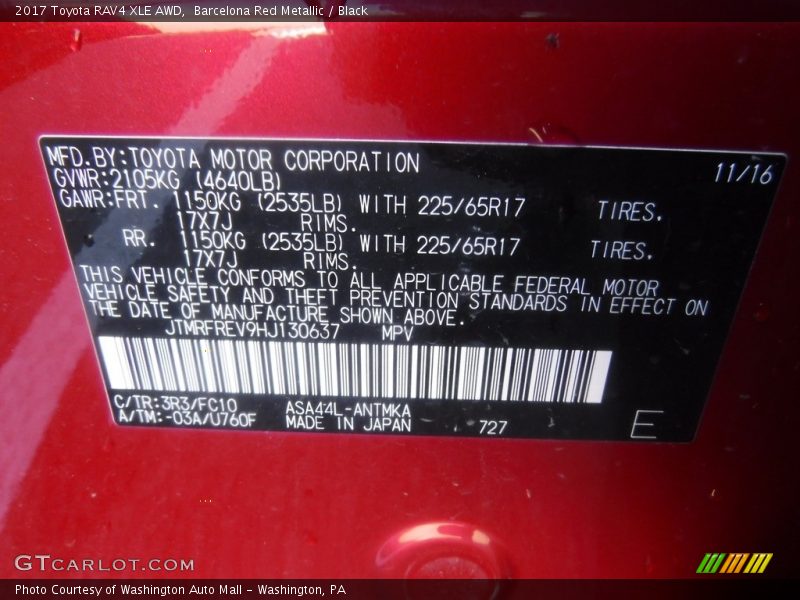 2017 Toyota RAV4 XLE AWD, Barcelona Red Metallic / Black
MFD.BY:TOYOTA MOTOR CORPORATION 11/16
GVWR:2105KG (4640LB)
GAWR:FRT. 1150KG (2535LB) WITH 225/65R17 TIRES.
17X7J RIMS.
RR. 1150KG (2535LB) WITH 225/65R17 TIRES.
17X7J RIMS.
THIS VEHICLE CONFORMS TO ALL APPLICABLE FEDERAL MOTOR
VEHICLE SAFETY AND THEFT PREVENTION STANDARDS IN EFFECT ON
THE DATE OF MANUFACTURE SHOWN ABOVE.
JTMRFREV9HJ130637 MPV
C/TR:3R3/FC10 ASA44L-ANTMKA
A/TM:-03A/U760F MADE IN JAPAN 727 E
GTCARLOT.COM
Photo Courtesy of Washington Auto Mall - Washington, PA